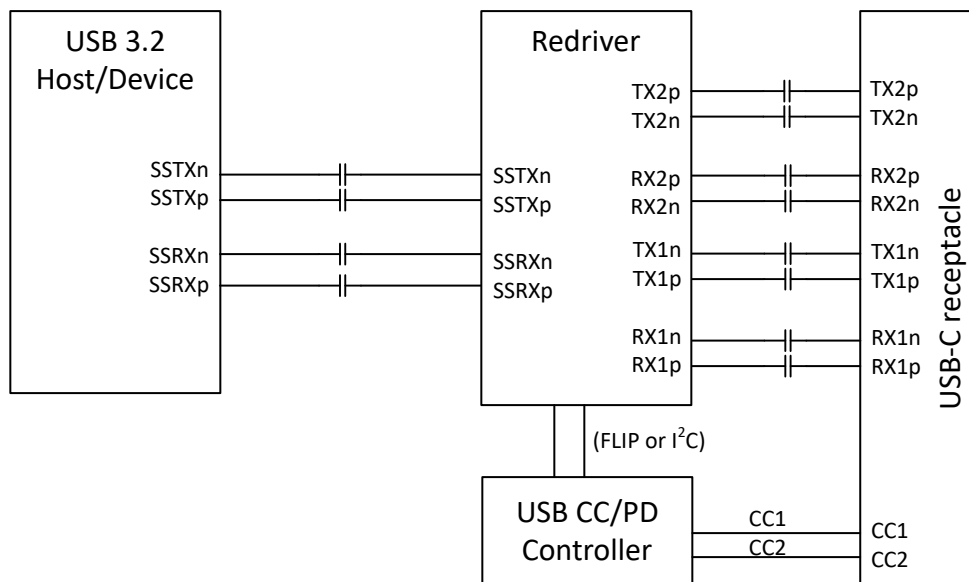 USB 3.2
Host/Device
SSTXn
SSTXp
SSRXn
SSRXp
Redriver
SSTXn
SSTXp
SSRXn
SSRXp
TX2p
TX2n
RX2p
RX2n
TX1n
TX1p
RX1n
RX1p
TX2p
TX2n
RX2p
RX2n
TX1n
TX1p
RX1n
RX1p
USB-C receptacle
(FLIP or I²C)
USB CC/PD
Controller
CC1
CC2
CC1
CC2